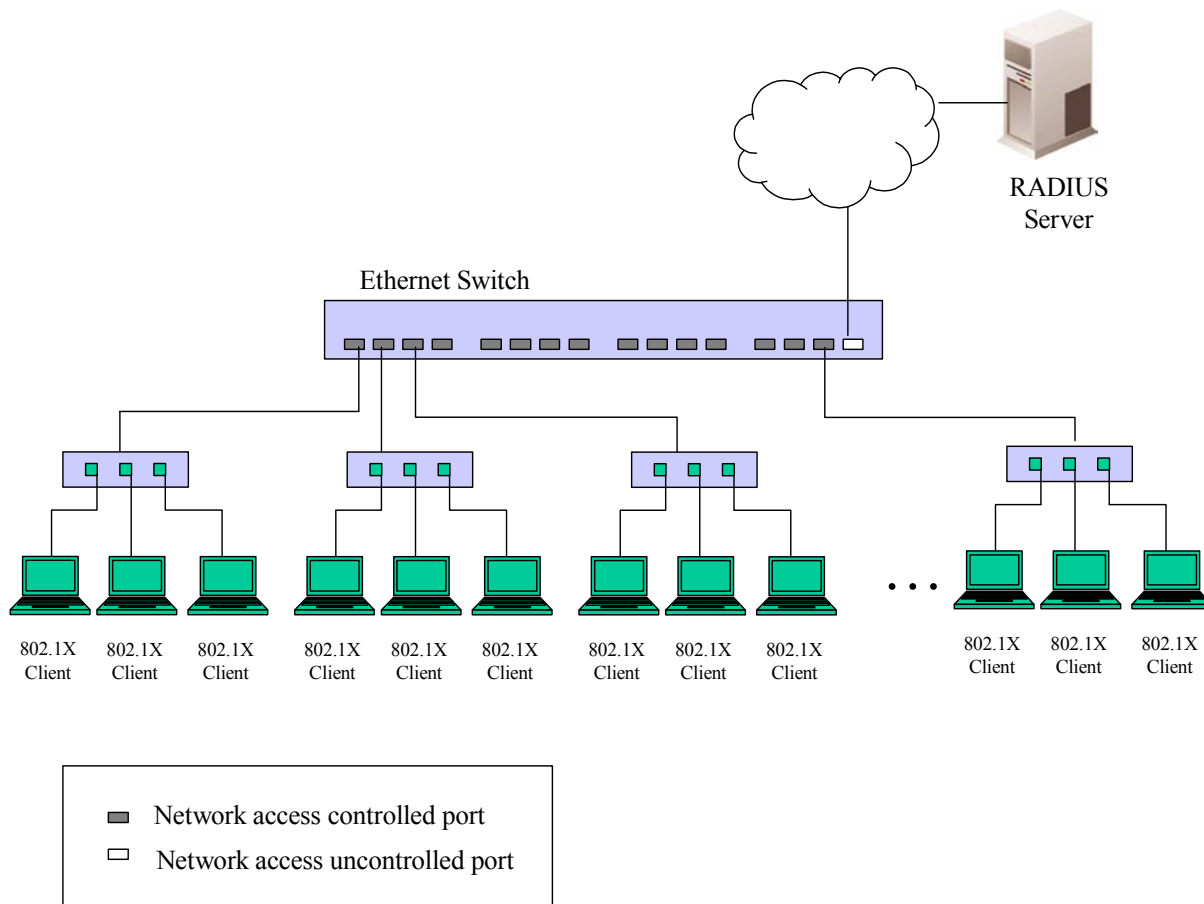 RADIUS
Server
Ethernet Switch
802.1X
Client
802.1X
Client
802.1X
Client
802.1X
Client
802.1X
Client
802.1X
Client
802.1X
Client
802.1X
Client
802.1X
Client
• • •
802.1X
Client
802.1X
Client
802.1X
Client
Network access controlled port
Network access uncontrolled port